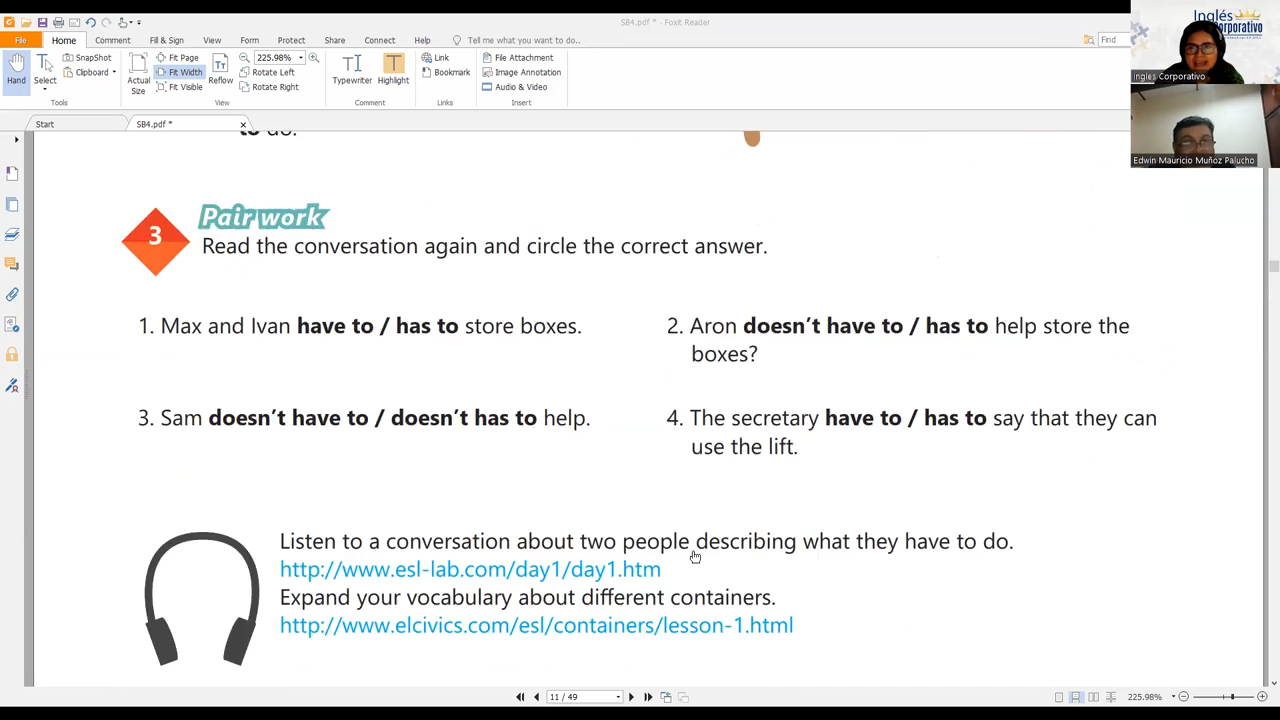 SB4.pdf * - Foxit Reader
File Home Comment Fill & Sign View Form Protect Share Connect Help Tell me what you want to do.. Find
Hand
Select
SnapShot
Clipboard
Tools
Actual Size
Fit Page
Fit Width
Fit Visible
Reflow
225.98%
Rotate Left
Rotate Right
View
Typewriter
Highlight
Comment
Link
Bookmark
Links
File Attachment
Image Annotation
Audio & Video
Insert
Inglés
Corporativo
Ingles Corporativo
Edwin Mauricio Muñoz Palucho
Start SB4.pdf *
to do.
3
Pair work
Read the conversation again and circle the correct answer.
1. Max and Ivan have to / has to store boxes.
2. Aron doesn't have to / has to help store the
boxes?
3. Sam doesn't have to / doesn't has to help.
4. The secretary have to / has to say that they can
use the lift.
Listen to a conversation about two people describing what they have to do.
http://www.esl-lab.com/day1/day1.htm
Expand your vocabulary about different containers.
http://www.elcivics.com/esl/containers/lesson-1.html
11 / 49
225.98%